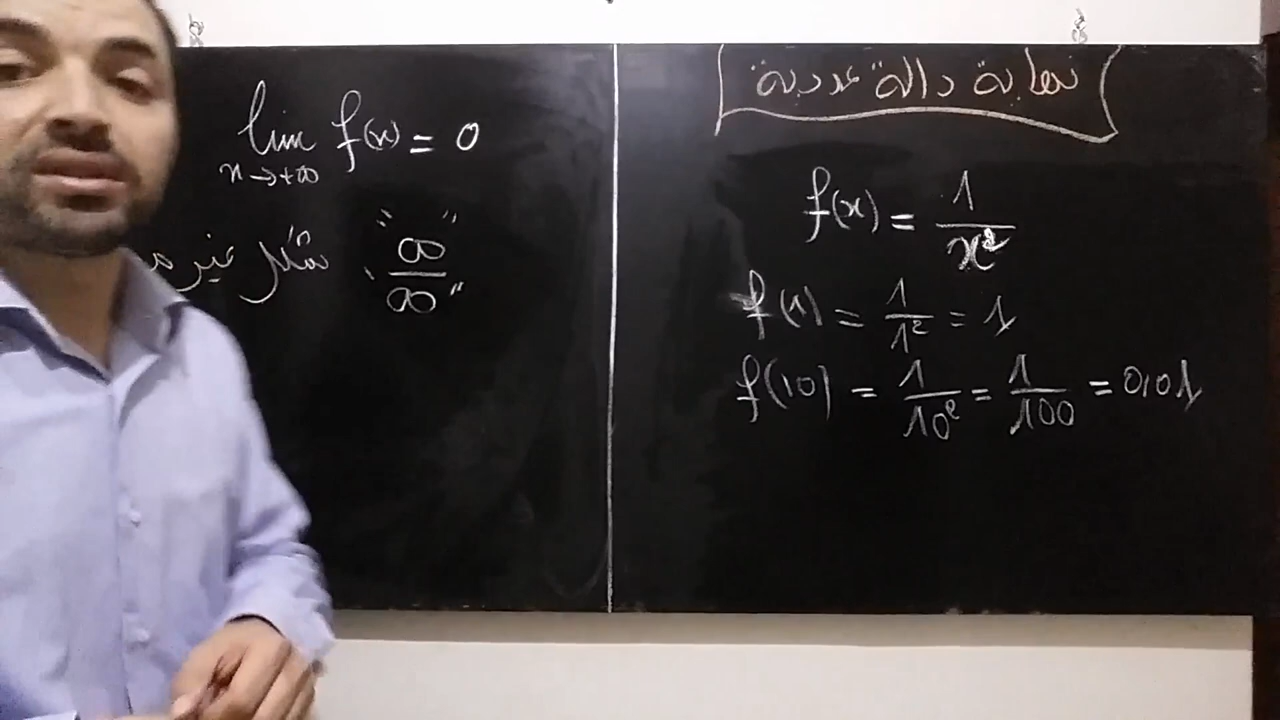 نهاية دالة عددية
f(x) = 1/x²
f(1) = 1/1² = 1
f(10) = 1/10² = 1/100 = 0,01
lim f(x) = 0
x→+∞
"∞" / "∞" شكل غير